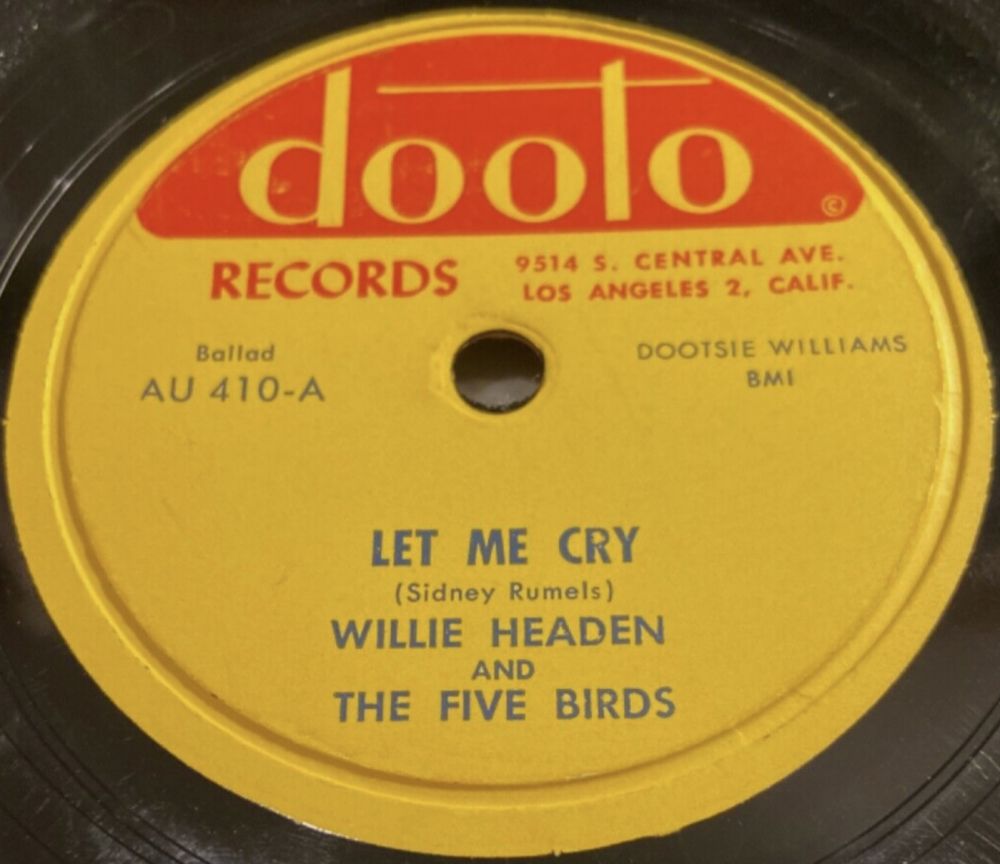 dooto
©
RECORDS
9514 S. CENTRAL AVE.
LOS ANGELES 2, CALIF.
Ballad
AU 410-A
DOOTSIE WILLIAMS
BMI
LET ME CRY
(Sidney Rumels)
WILLIE HEADEN
AND
THE FIVE BIRDS